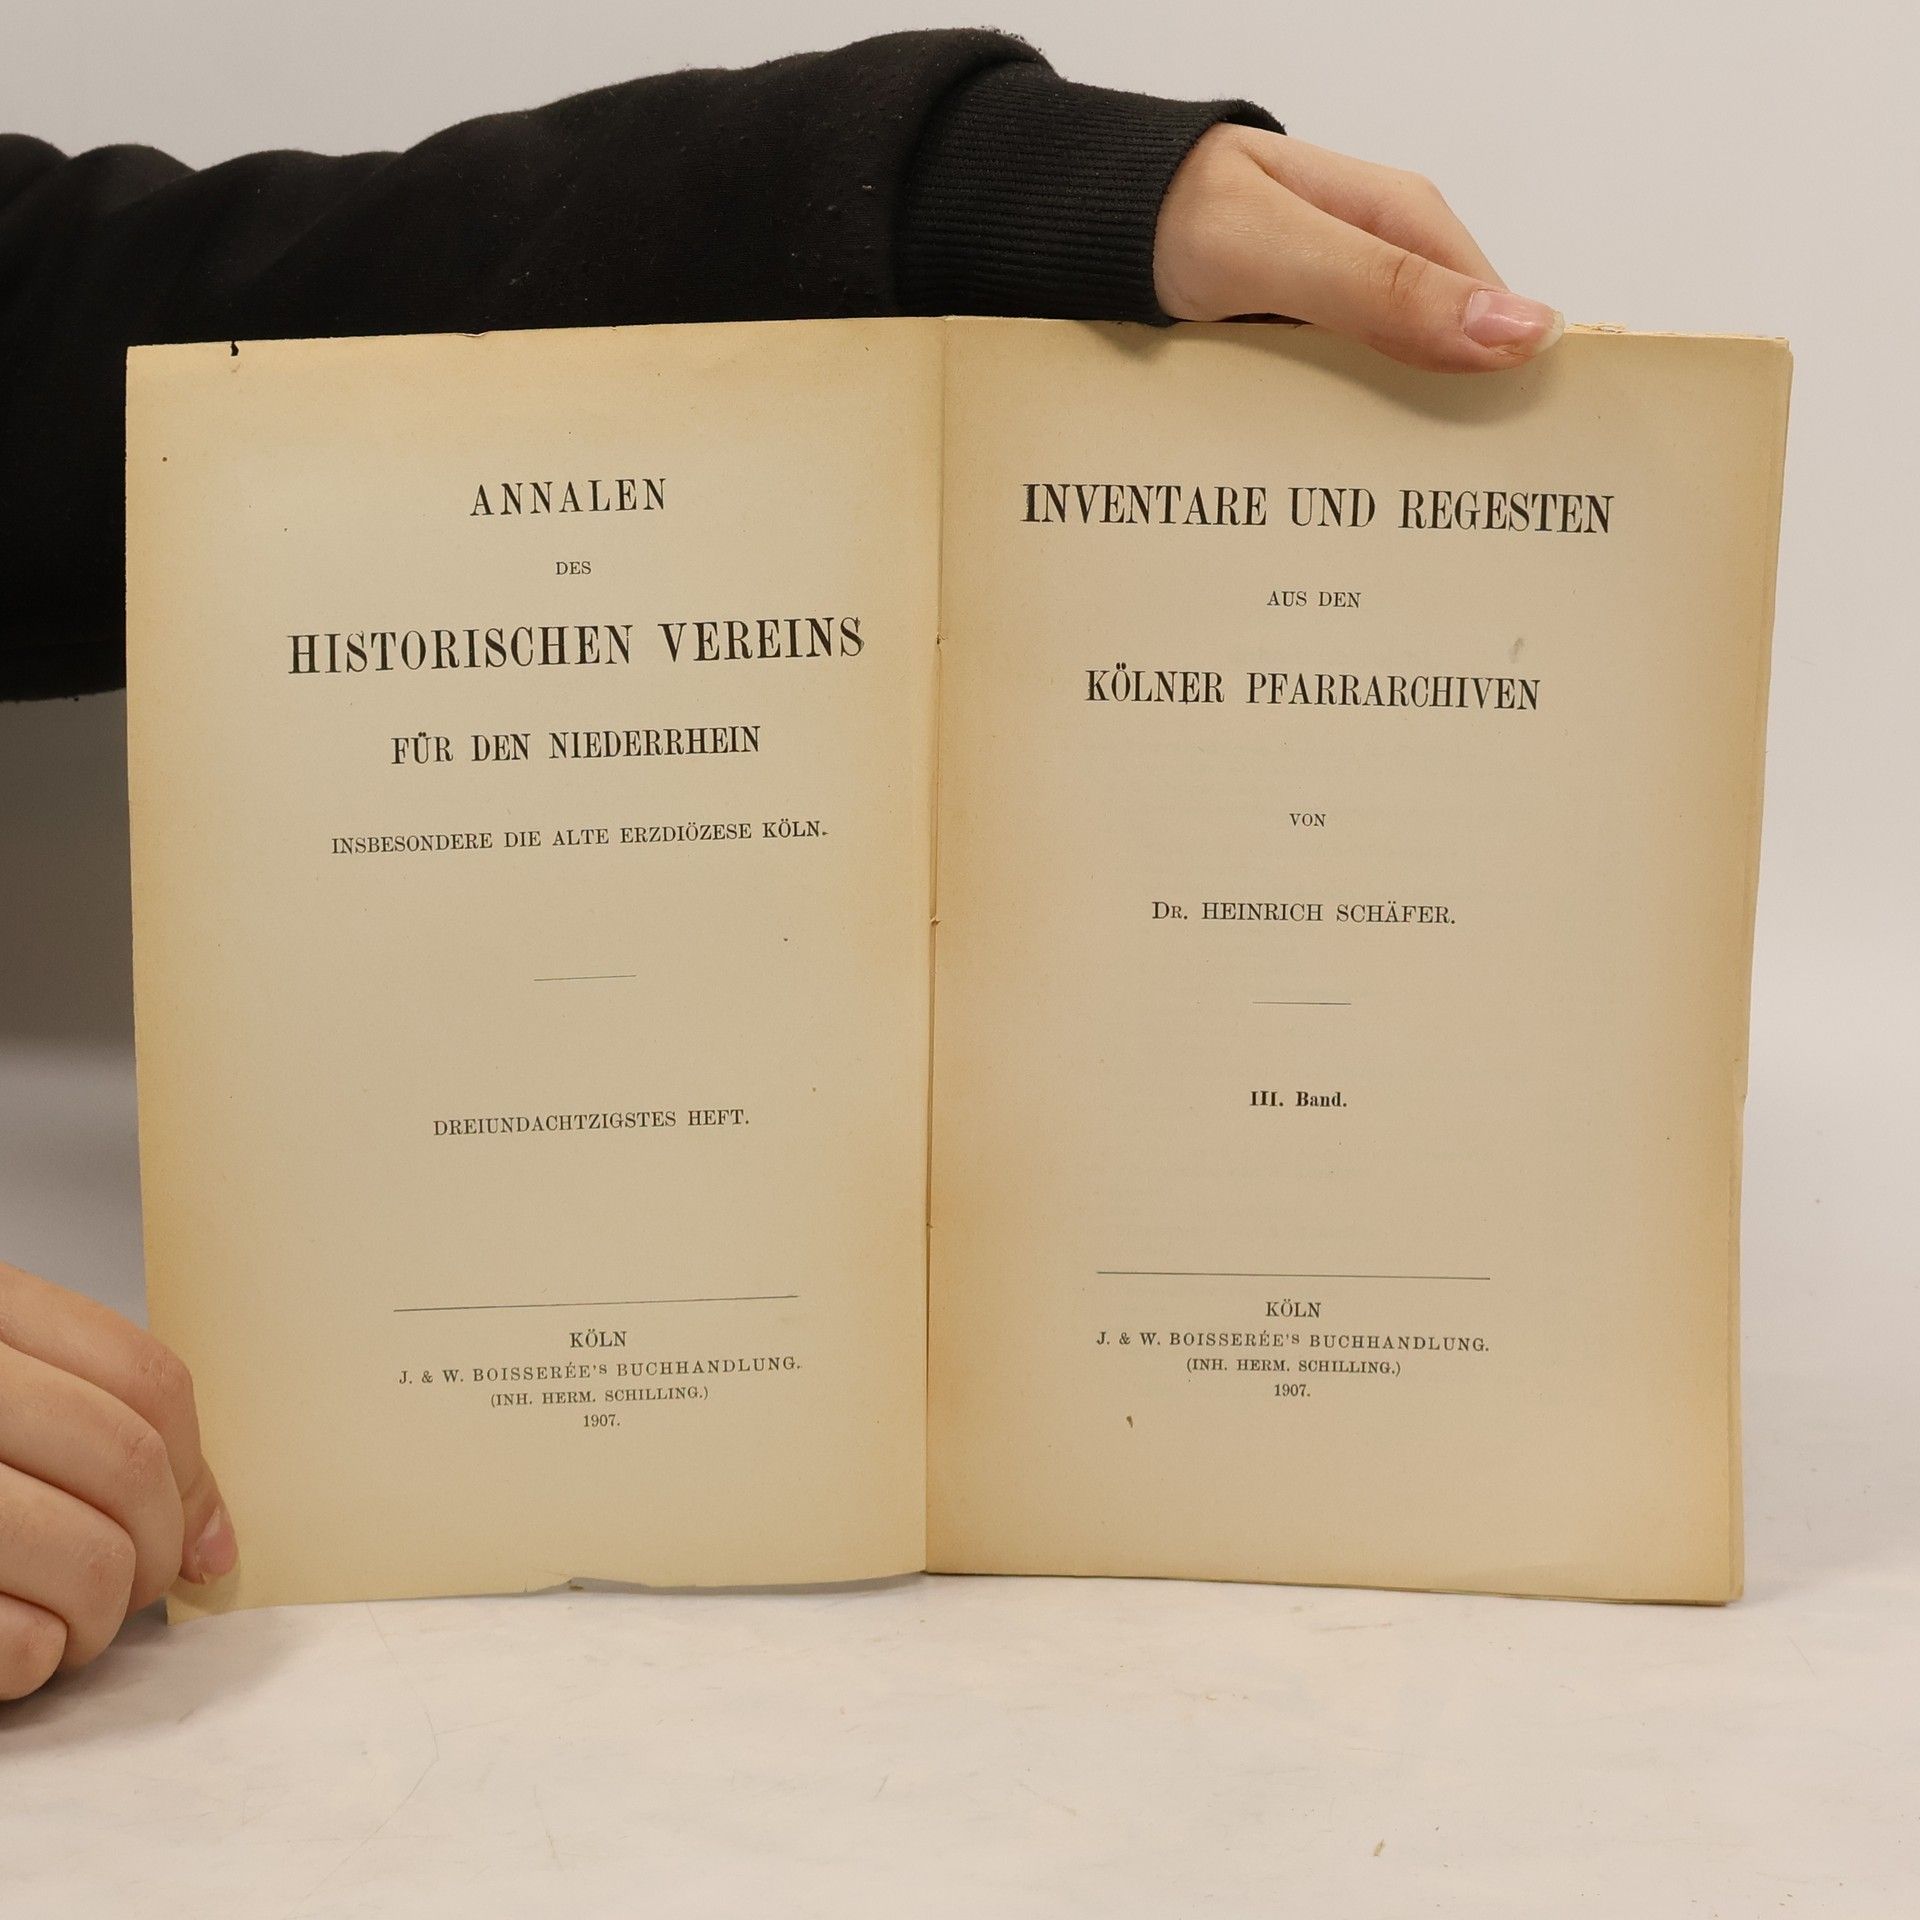 ANNALEN
DES
HISTORISCHEN VEREINS
FÜR DEN NIEDERRHEIN
INSBESONDERE DIE ALTE ERZDIÖZESE KÖLN.
DREIUNDACHTZIGSTES HEFT.
KÖLN
J. & W. BOISSERÉE'S BUCHHANDLUNG.
(INH. HERM. SCHILLING.)
1907.
INVENTARE UND REGESTEN
AUS DEN
KÖLNER PFARRARCHIVEN
VON
DR. HEINRICH SCHÄFER.
III. Band.
KÖLN
J. & W. BOISSERÉE'S BUCHHANDLUNG.
(INH. HERM. SCHILLING.)
1907.